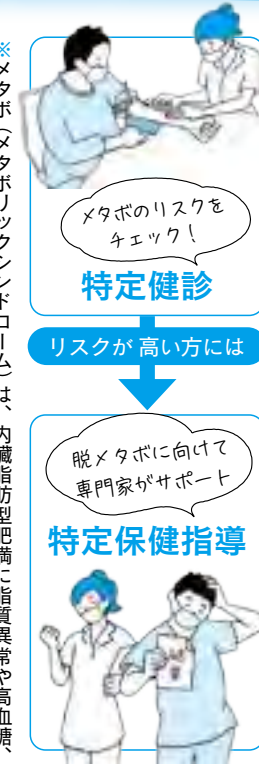 メタボのリスクを
チェック！
特定健診
リスクが高い方には
脱メタボに向けて
専門家がサポート
特定保健指導
※メタボ（メタボリックシンドローム）は、内臓脂肪型肥満に脂質異常や高血糖、